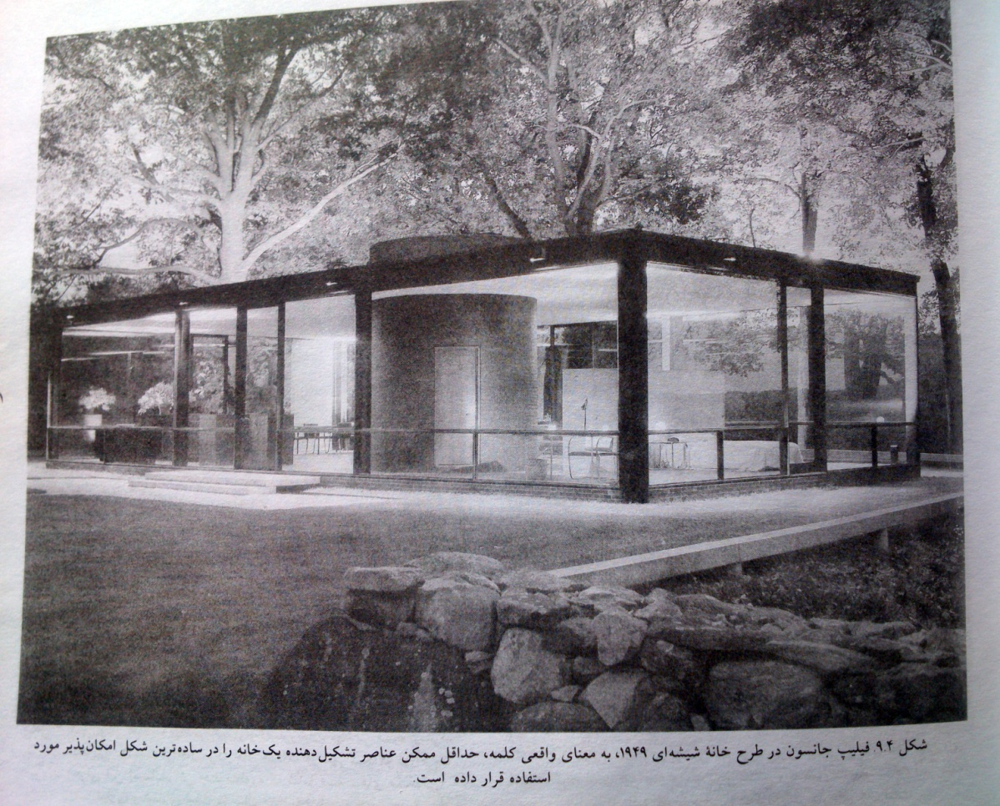 شکل ۹.۴. فیلیپ جانسون در طرح خانهٔ شیشه‌ای ۱۹۴۹، به معنای واقعی کلمه، حداقل ممکن عناصر تشکیل‌دهنده یک‌خانه را در ساده‌ترین شکل امکان‌پذیر مورد
استفاده قرار داده است.